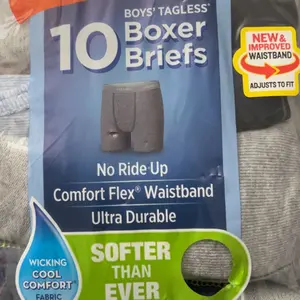 BOYS' TAGLESS®
10 Boxer
Briefs
NEW &
IMPROVED
WAISTBAND
ADJUSTS TO FIT
No Ride-Up
Comfort Flex® Waistband
Ultra Durable
WICKING
COOL
COMFORT®
FABRIC
SOFTER
THAN
EVER